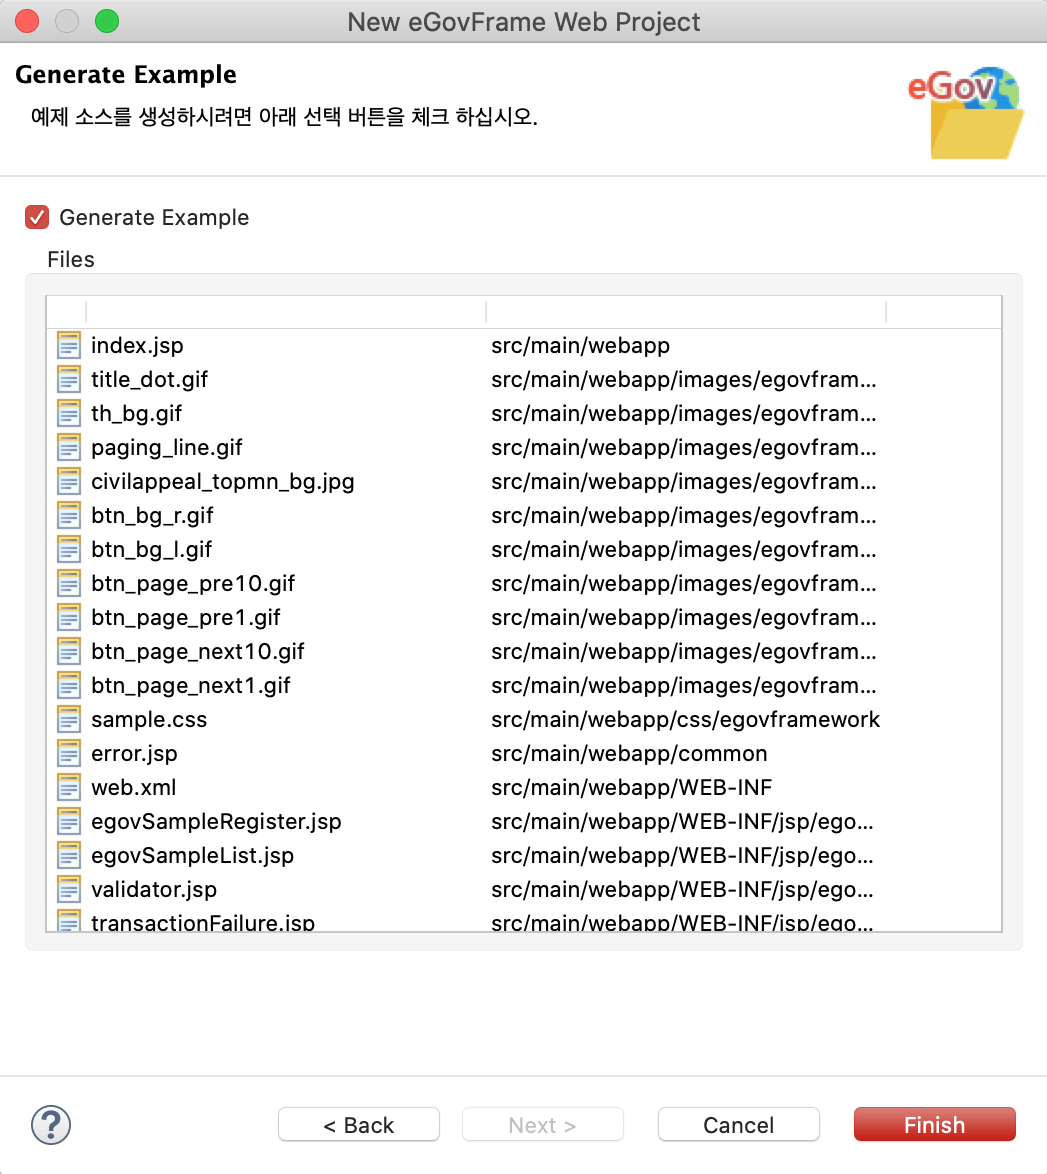 New eGovFrame Web Project
Generate Example
예제 소스를 생성하시려면 아래 선택 버튼을 체크 하십시오.
eGov
Generate Example
Files
index.jsp src/main/webapp
title_dot.gif src/main/webapp/images/egovfram...
th_bg.gif src/main/webapp/images/egovfram...
paging_line.gif src/main/webapp/images/egovfram...
civilappeal_topmn_bg.jpg src/main/webapp/images/egovfram...
btn_bg_r.gif src/main/webapp/images/egovfram...
btn_bg_l.gif src/main/webapp/images/egovfram...
btn_page_pre10.gif src/main/webapp/images/egovfram...
btn_page_pre1.gif src/main/webapp/images/egovfram...
btn_page_next10.gif src/main/webapp/images/egovfram...
btn_page_next1.gif src/main/webapp/images/egovfram...
sample.css src/main/webapp/css/egovframework
error.jsp src/main/webapp/common
web.xml src/main/webapp/WEB-INF
egovSampleRegister.jsp src/main/webapp/WEB-INF/jsp/ego...
egovSampleList.jsp src/main/webapp/WEB-INF/jsp/ego...
validator.jsp src/main/webapp/WEB-INF/jsp/ego...
transactionFailure.jsp src/main/webapp/WEB-INF/jsp/ego...
? < Back Next > Cancel Finish